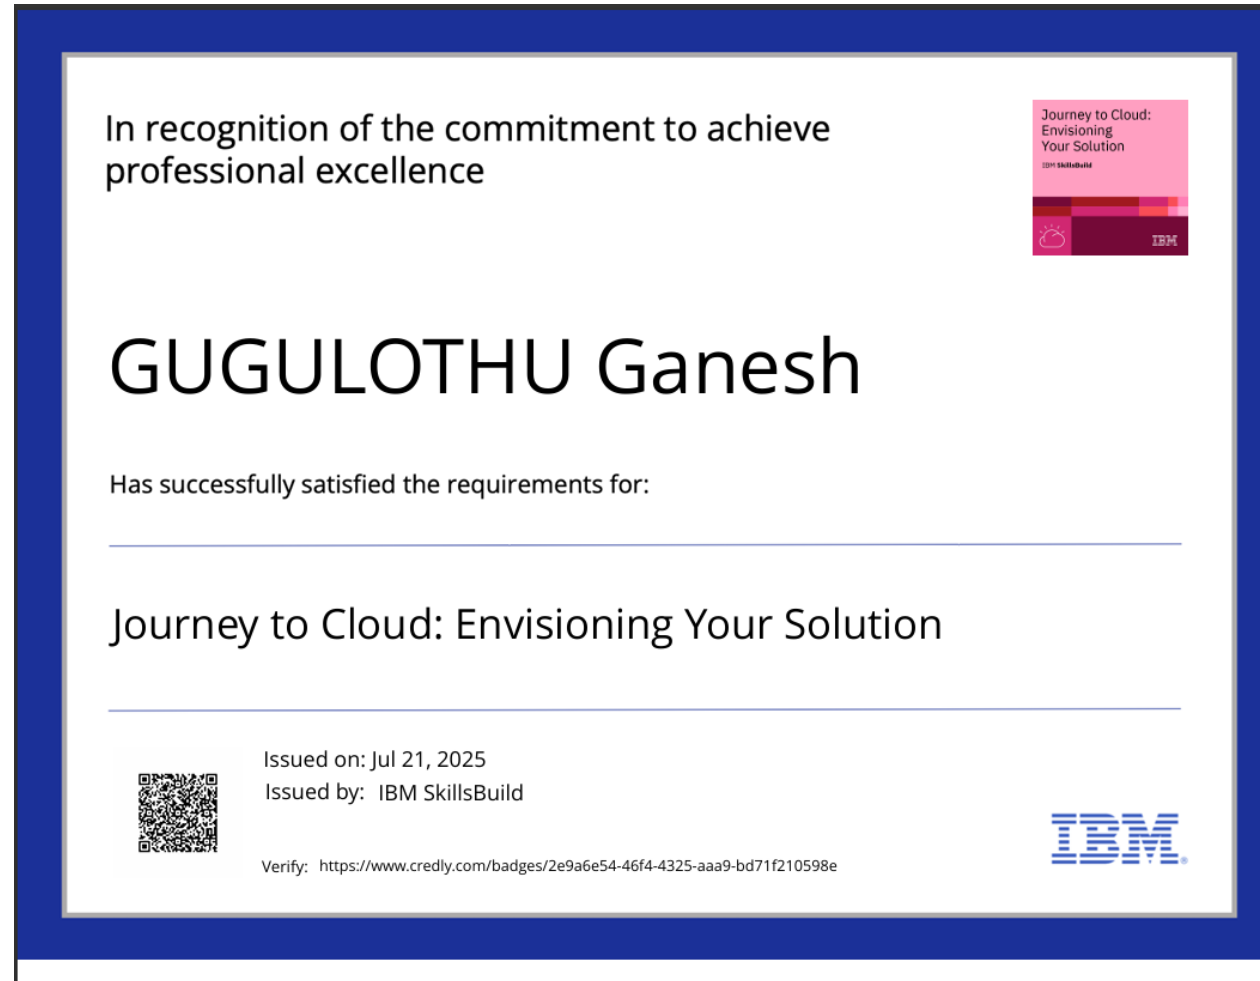 In recognition of the commitment to achieve
professional excellence
Journey to Cloud:
Envisioning
Your Solution
IBM SkillsBuild
IBM
GUGULOTHU Ganesh
Has successfully satisfied the requirements for:
Journey to Cloud: Envisioning Your Solution
Issued on: Jul 21, 2025
Issued by: IBM SkillsBuild
Verify: https://www.credly.com/badges/2e9a6e54-46f4-4325-aaa9-bd71f210598e
IBM®